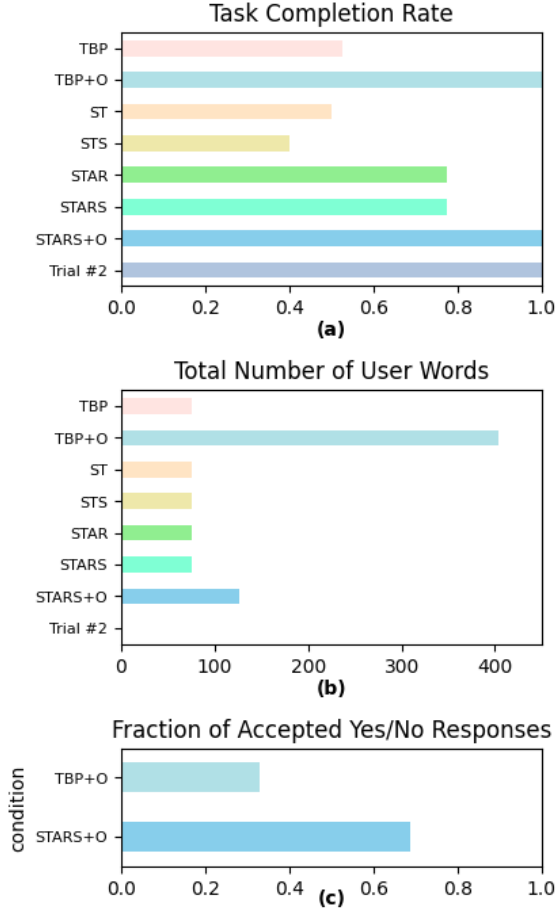 Task Completion Rate
TBP
TBP+O
ST
STS
STAR
STARS
STARS+O
Trial #2
0.0 0.2 0.4 0.6 0.8 1.0
(a)
Total Number of User Words
TBP
TBP+O
ST
STS
STAR
STARS
STARS+O
Trial #2
0 100 200 300 400
(b)
Fraction of Accepted Yes/No Responses
condition
TBP+O
STARS+O
0.0 0.2 0.4 0.6 0.8 1.0
(c)